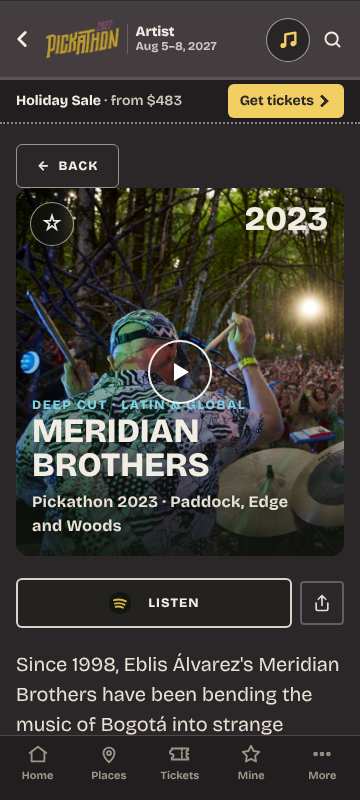 2027
PICKATHON
Artist
Aug 5–8, 2027
Holiday Sale · from $483
Get tickets
BACK
2023
DEEP CUT · LATIN & GLOBAL
MERIDIAN
BROTHERS
Pickathon 2023 · Paddock, Edge
and Woods
LISTEN
Since 1998, Eblis Álvarez's Meridian
Brothers have been bending the
music of Bogotá into strange
Home
Places
Tickets
Mine
More